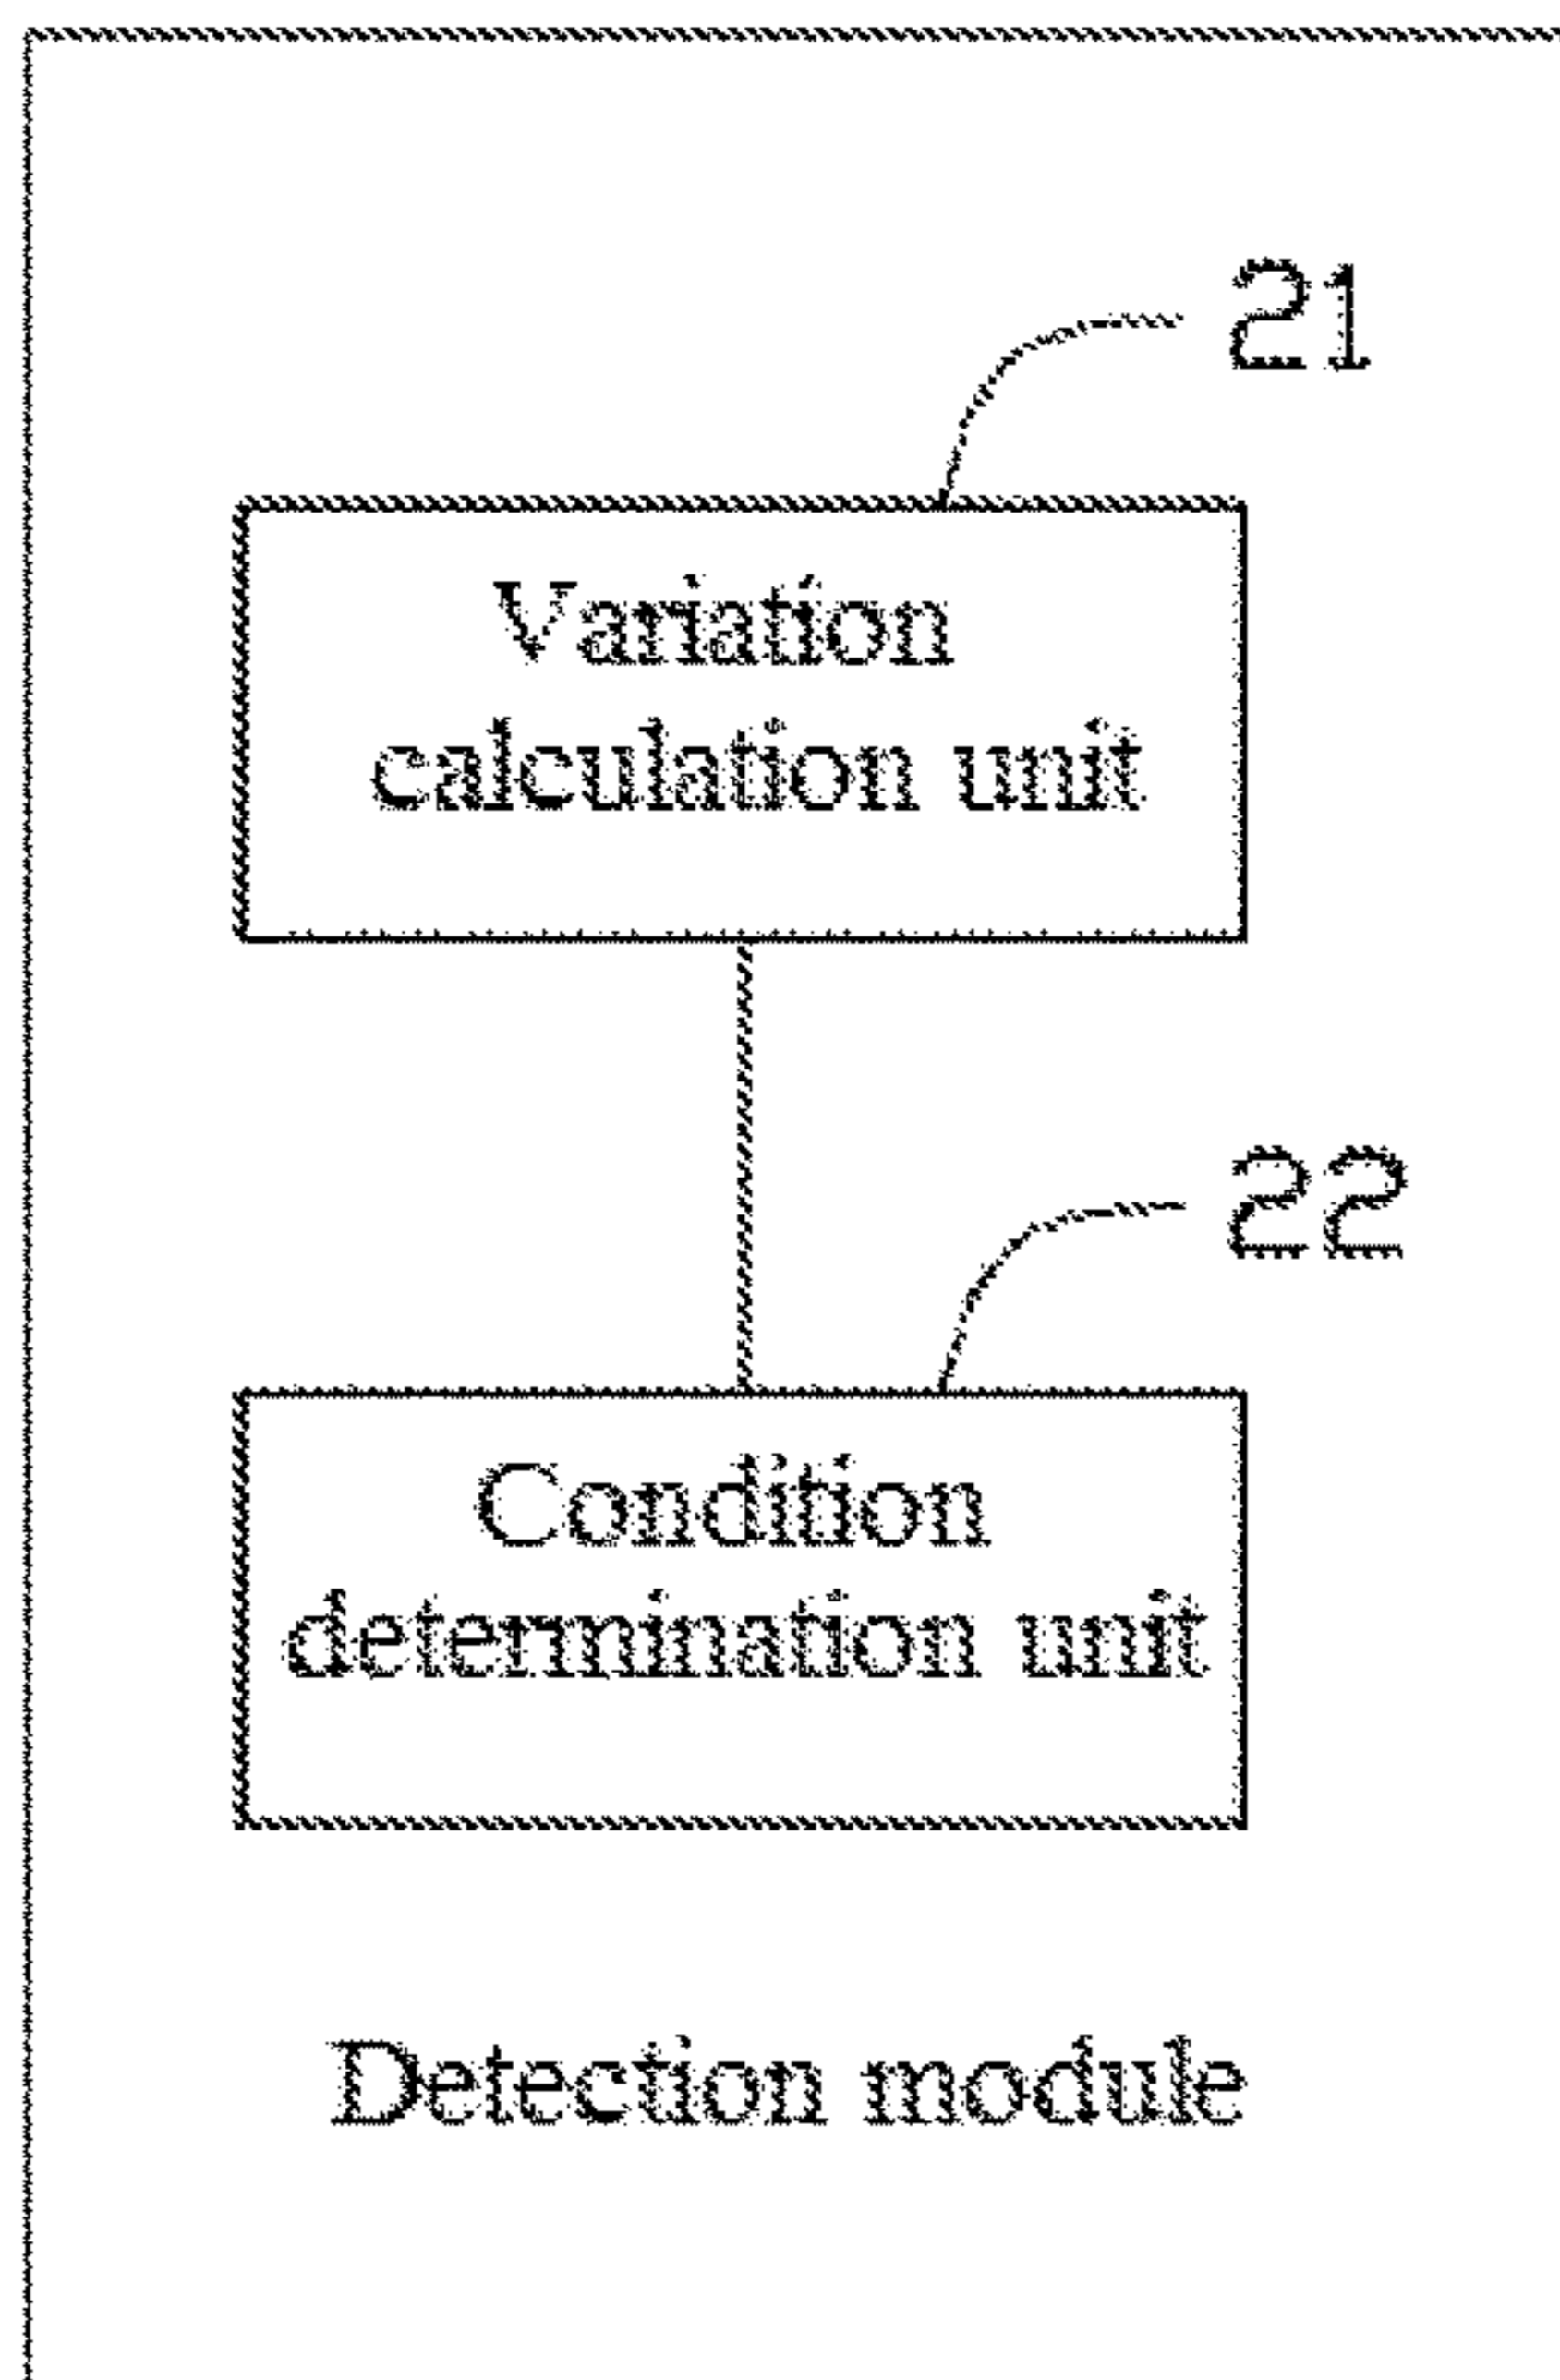 21
Variation
calculation unit
22
Condition
determination unit
Detection module